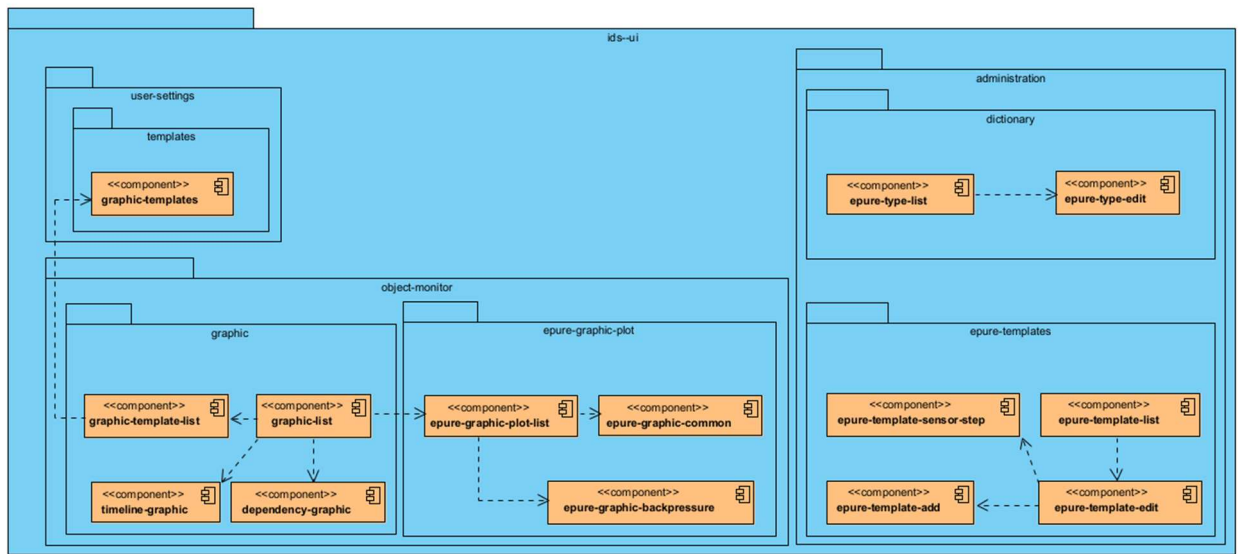 ids--ui
user-settings
templates
<<component>>
graphic-templates
administration
dictionary
<<component>>
epure-type-list
<<component>>
epure-type-edit
object-monitor
graphic
<<component>>
graphic-template-list
<<component>>
graphic-list
<<component>>
timeline-graphic
<<component>>
dependency-graphic
epure-graphic-plot
<<component>>
epure-graphic-plot-list
<<component>>
epure-graphic-common
<<component>>
epure-graphic-backpressure
epure-templates
<<component>>
epure-template-sensor-step
<<component>>
epure-template-list
<<component>>
epure-template-add
<<component>>
epure-template-edit